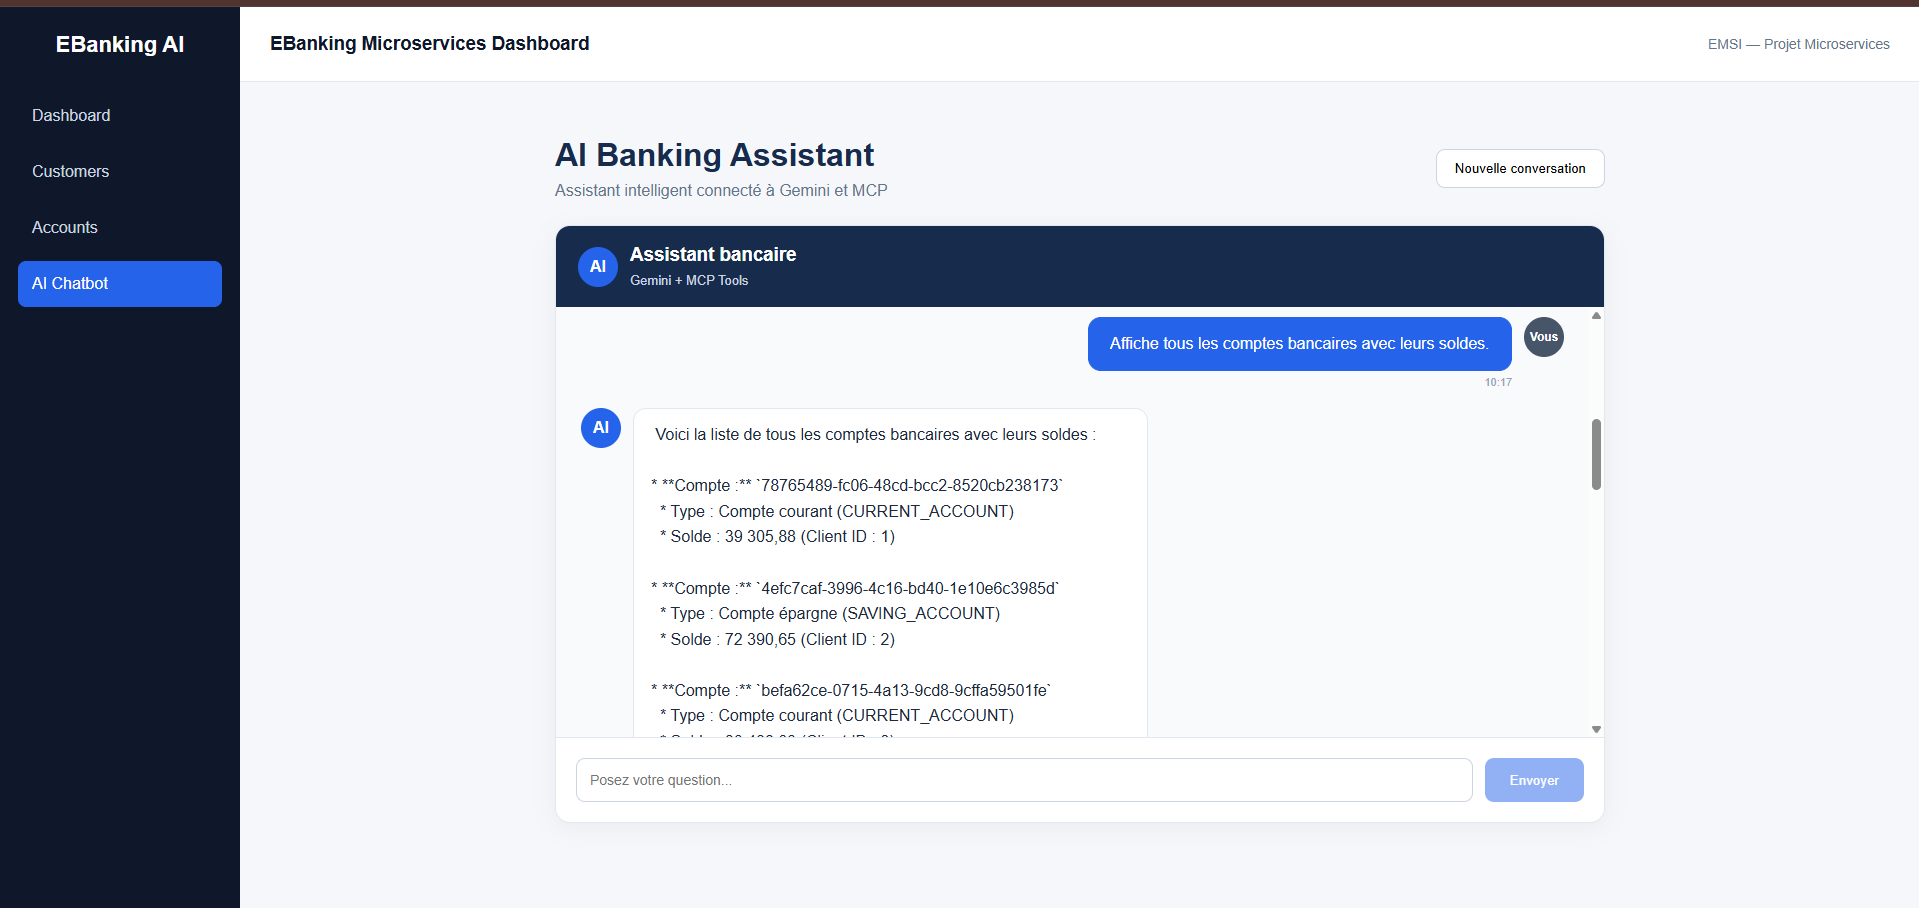 EBanking AI
EBanking Microservices Dashboard
EMSI — Projet Microservices
Dashboard
Customers
Accounts
AI Chatbot
AI Banking Assistant
Assistant intelligent connecté à Gemini et MCP
Nouvelle conversation
AI
Assistant bancaire
Gemini + MCP Tools
Affiche tous les comptes bancaires avec leurs soldes.
Vous
10:17
AI
Voici la liste de tous les comptes bancaires avec leurs soldes :
* **Compte :** `78765489-fc06-48cd-bcc2-8520cb238173`
* Type : Compte courant (CURRENT_ACCOUNT)
* Solde : 39 305,88 (Client ID : 1)
* **Compte :** `4efc7caf-3996-4c16-bd40-1e10e6c3985d`
* Type : Compte épargne (SAVING_ACCOUNT)
* Solde : 72 390,65 (Client ID : 2)
* **Compte :** `befa62ce-0715-4a13-9cd8-9cffa59501fe`
* Type : Compte courant (CURRENT_ACCOUNT)
Posez votre question...
Envoyer